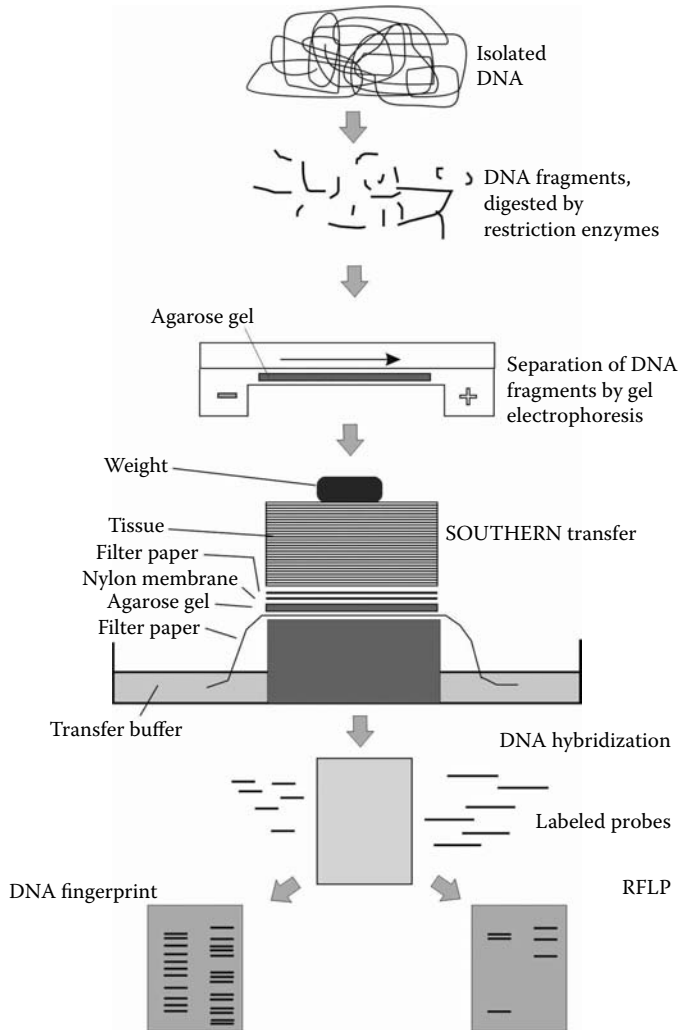 Isolated
DNA
DNA fragments,
digested by
restriction enzymes
Agarose gel
Separation of DNA
fragments by gel
electrophoresis
Weight
Tissue
SOUTHERN transfer
Filter paper
Nylon membrane
Agarose gel
Filter paper
Transfer buffer
DNA hybridization
Labeled probes
DNA fingerprint
RFLP